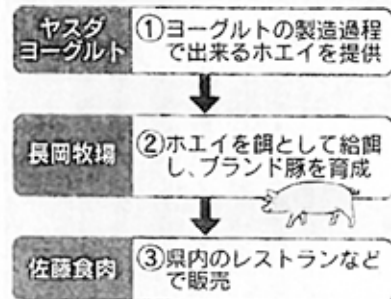 ヤスダ
ヨーグルト
①ヨーグルトの製造過程
で出来るホエイを提供
長岡牧場
②ホエイを餌として給餌
し、ブランド豚を育成
佐藤食肉
③県内のレストランなど
で販売